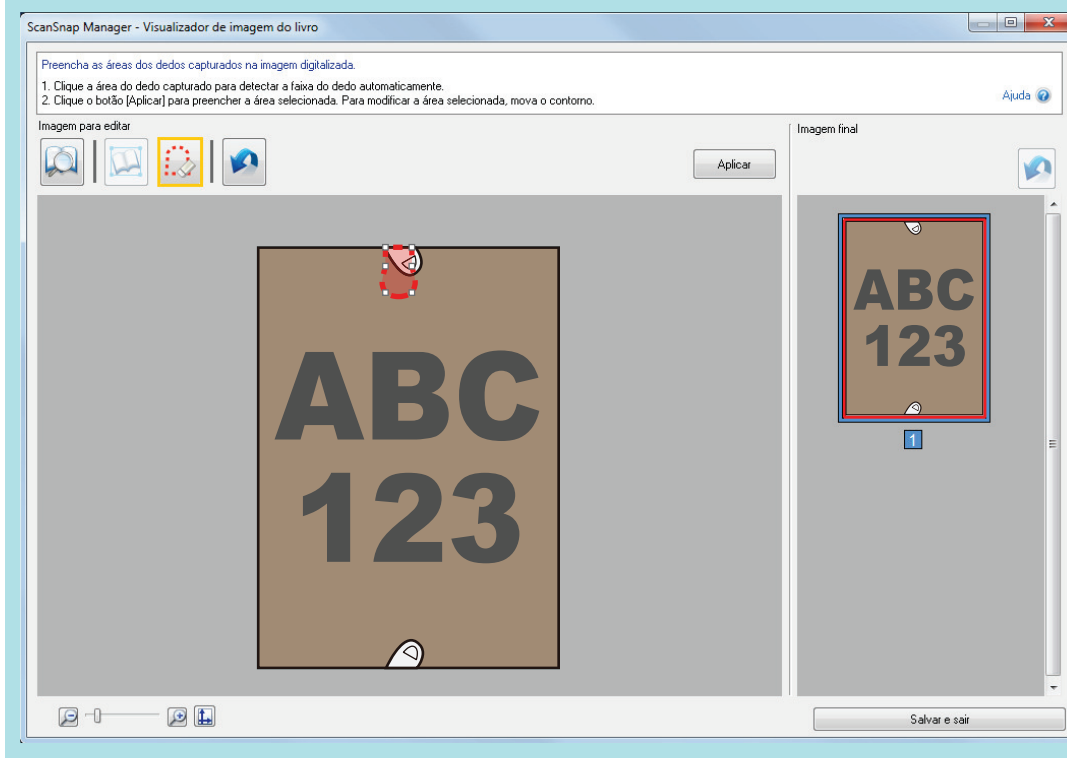 ScanSnap Manager - Visualizador de imagem do livro
Preencha as áreas dos dedos capturados na imagem digitalizada.
1. Clique a área do dedo capturado para detectar a faixa do dedo automaticamente.
2. Clique o botão [Aplicar] para preencher a área selecionada. Para modificar a área selecionada, mova o contorno.
Ajuda
Imagem para editar
Imagem final
Aplicar
ABC
123
ABC
123
1
Salvar e sair